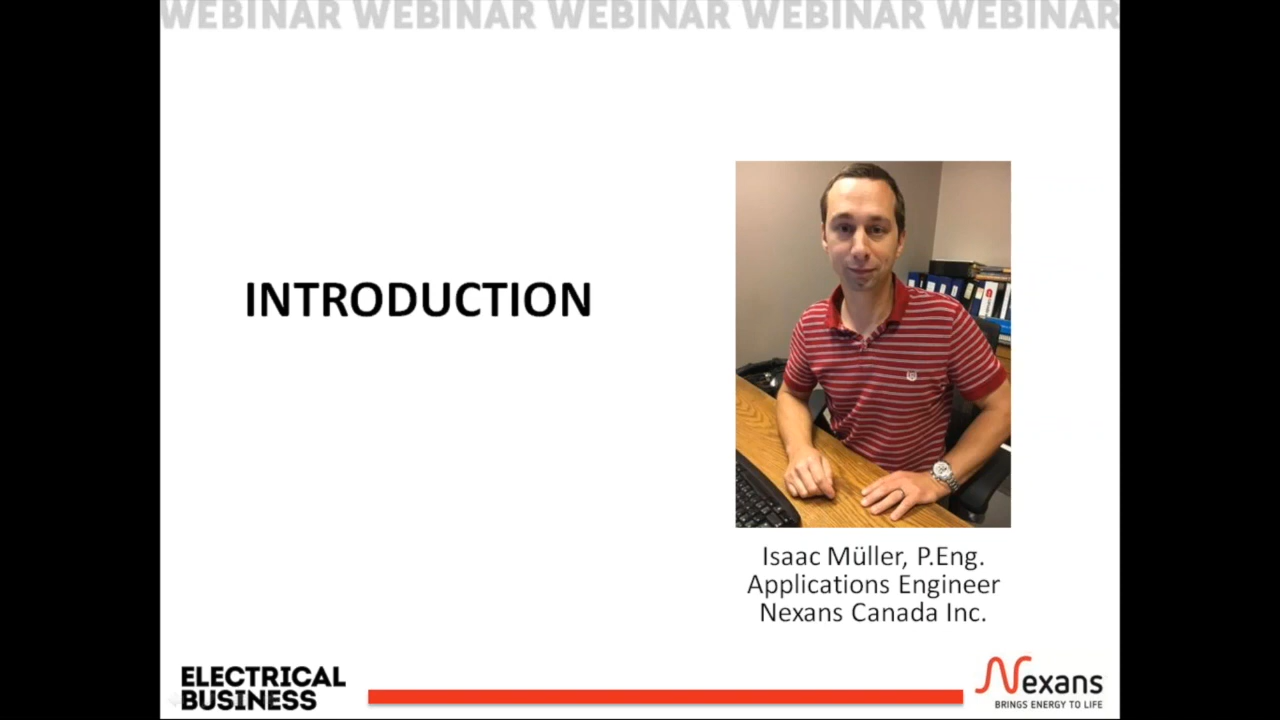 WEBINAR WEBINAR WEBINAR WEBINAR WEBINAR
INTRODUCTION
Isaac Müller, P.Eng.
Applications Engineer
Nexans Canada Inc.
ELECTRICAL
BUSINESS
Nexans
BRINGS ENERGY TO LIFE